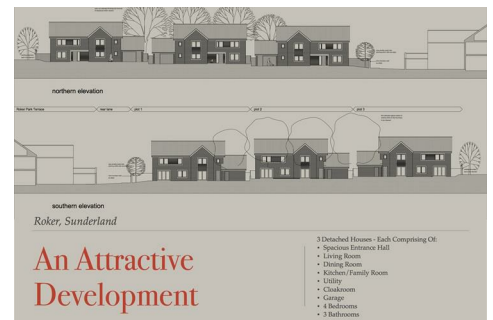 northern elevation
Roker Park Terrace
rear lane
plot 1
plot 2
plot 3
southern elevation
Roker, Sunderland
An Attractive
Development
3 Detached Houses - Each Comprising Of:
• Spacious Entrance Hall
• Living Room
• Dining Room
• Kitchen/Family Room
• Utility
• Cloakroom
• Garage
• 4 Bedrooms
• 3 Bathrooms